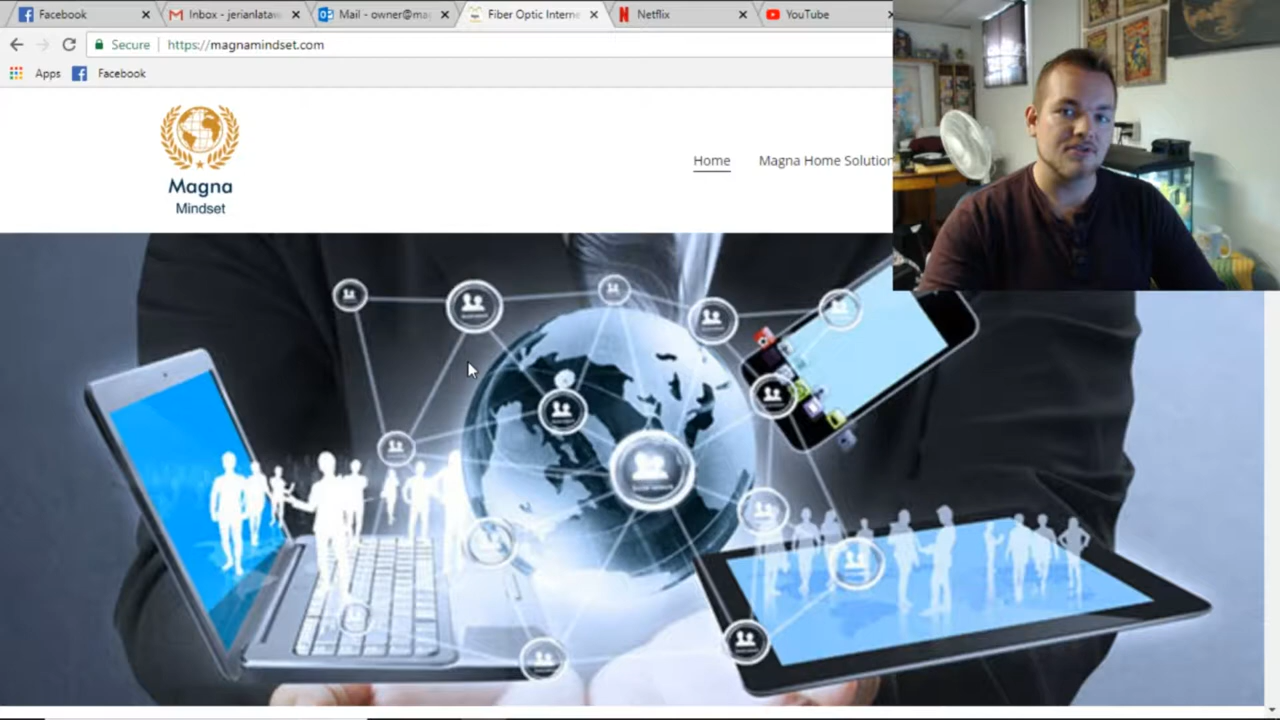 Facebook
Inbox - jerianlataw
Mail - owner@ma
Fiber Optic Interne
Netflix
YouTube
Secure
https://magnamindset.com
Apps
Facebook
Magna
Mindset
Home
Magna Home Solution